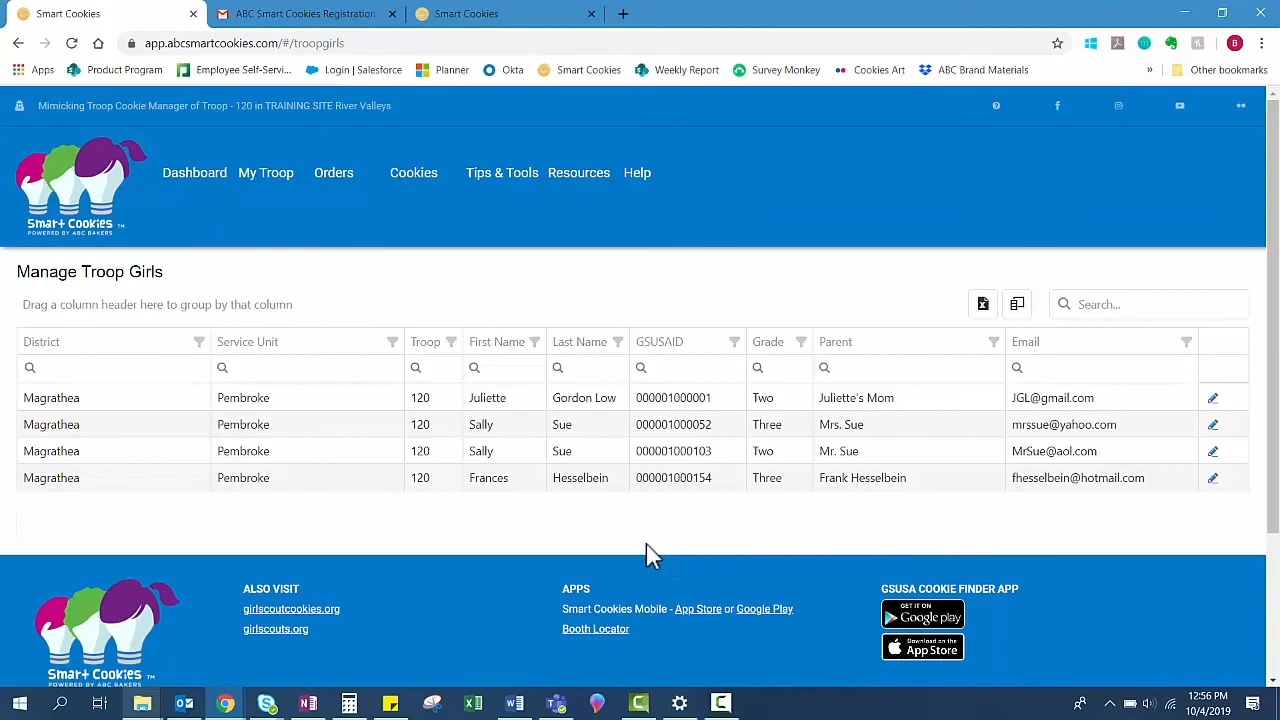 Smart Cookies
ABC Smart Cookies Registration
Smart Cookies
app.abcsmartcookies.com/#/troopgirls
B
Apps
Product Program
Employee Self-Servi...
Login | Salesforce
Planner
Okta
Smart Cookies
Weekly Report
Survey Monkey
Cookies Art
ABC Brand Materials
»
Other bookmarks
Mimicking Troop Cookie Manager of Troop - 120 in TRAINING SITE River Valleys
Smart Cookies ™
POWERED BY ABC BAKERS
Dashboard My Troop Orders Cookies Tips & Tools Resources Help
Manage Troop Girls
Drag a column header here to group by that column
Search...
District Service Unit Troop First Name Last Name GSUSAID Grade Parent Email
Magrathea Pembroke 120 Juliette Gordon Low 000001000001 Two Juliette's Mom JGL@gmail.com
Magrathea Pembroke 120 Sally Sue 000001000052 Three Mrs. Sue mrssue@yahoo.com
Magrathea Pembroke 120 Sally Sue 000001000103 Two Mr. Sue MrSue@aol.com
Magrathea Pembroke 120 Frances Hesselbein 000001000154 Three Frank Hesselbein fhesselbein@hotmail.com
Smart Cookies ™
POWERED BY ABC BAKERS
ALSO VISIT
girlscoutcookies.org
girlscouts.org
APPS
Smart Cookies Mobile - App Store or Google Play
Booth Locator
GSUSA COOKIE FINDER APP
GET IT ON
Google play
Download on the
App Store
12:56 PM
10/4/2019